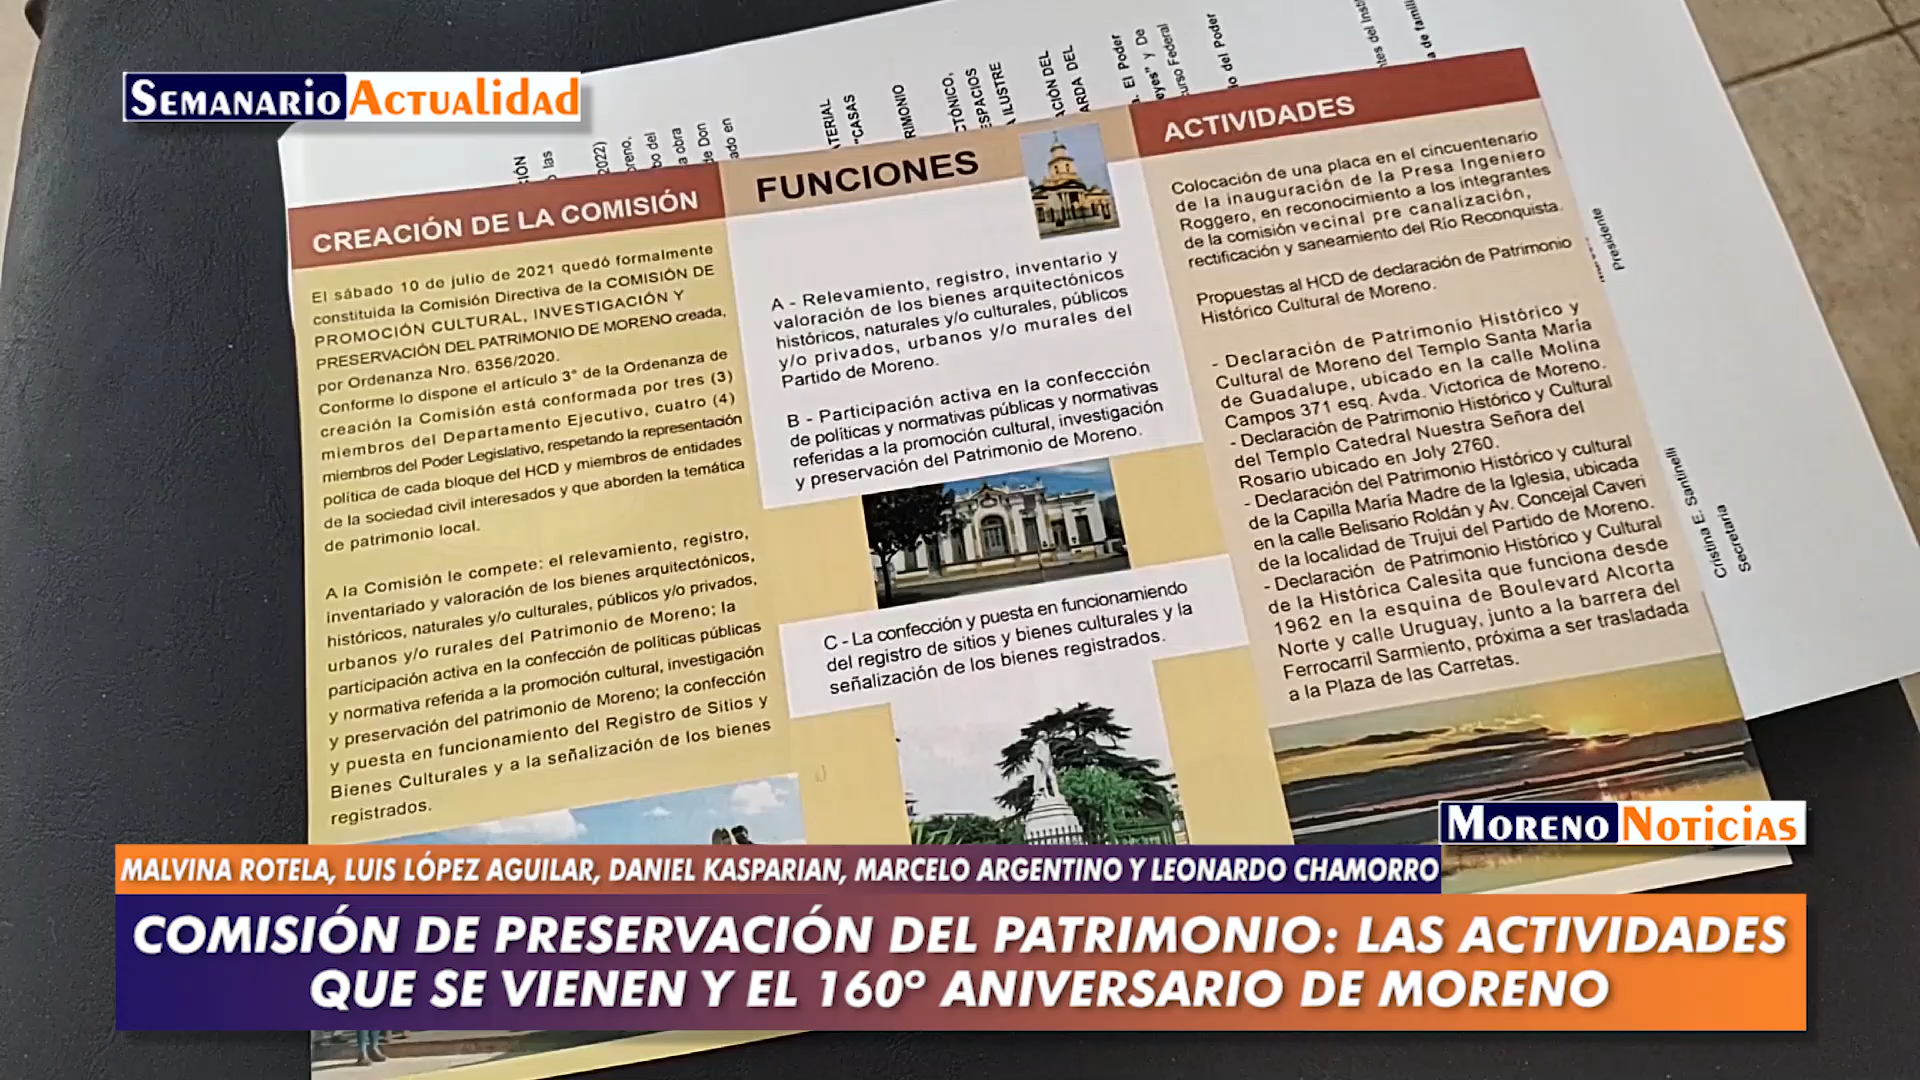 SEMANARIO ACTUALIDAD
CREACIÓN DE LA COMISIÓN
El sábado 10 de julio de 2021 quedó formalmente
constituida la Comisión Directiva de la COMISIÓN DE
PROMOCIÓN CULTURAL, INVESTIGACIÓN Y
PRESERVACIÓN DEL PATRIMONIO DE MORENO creada,
por Ordenanza Nro. 6356/2020.
Conforme lo dispone el artículo 3° de la Ordenanza de
creación la Comisión está conformada por tres (3)
miembros del Departamento Ejecutivo, cuatro (4)
miembros del Poder Legislativo, respetando la representación
política de cada bloque del HCD y miembros de entidades
de la sociedad civil interesados y que aborden la temática
de patrimonio local.
A la Comisión le compete: el relevamiento, registro,
inventariado y valoración de los bienes arquitectónicos,
históricos, naturales y/o culturales, públicos y/o privados,
urbanos y/o rurales del Patrimonio de Moreno; la
participación activa en la confección de políticas públicas
y normativa referida a la promoción cultural, investigación
y preservación del patrimonio de Moreno; la confección
y puesta en funcionamiento del Registro de Sitios y
Bienes Culturales y a la señalización de los bienes
registrados.
FUNCIONES
A - Relevamiento, registro, inventario y
valoración de los bienes arquitectónicos
históricos, naturales y/o culturales, públicos
y/o privados, urbanos y/o murales del
Partido de Moreno.
B - Participación activa en la confeccción
de políticas y normativas públicas y normativas
referidas a la promoción cultural, investigación
y preservación del Patrimonio de Moreno.
C - La confección y puesta en funcionamiendo
del registro de sitios y bienes culturales y la
señalización de los bienes registrados.
ACTIVIDADES
Colocación de una placa en el cincuentenario
de la inauguración de la Presa Ingeniero
Roggero, en reconocimiento a los integrantes
de la comisión vecinal pre canalización,
rectificación y saneamiento del Río Reconquista.
Propuestas al HCD de declaración de Patrimonio
Histórico Cultural de Moreno.
- Declaración de Patrimonio Histórico y
Cultural de Moreno del Templo Santa María
de Guadalupe, ubicado en la calle Molina
Campos 371 esq. Avda. Victorica de Moreno.
- Declaración de Patrimonio Histórico y Cultural
del Templo Catedral Nuestra Señora del
Rosario ubicado en Joly 2760.
- Declaración del Patrimonio Histórico y cultural
de la Capilla María Madre de la Iglesia, ubicada
en la calle Belisario Roldán y Av. Concejal Caveri
de la localidad de Trujui del Partido de Moreno.
- Declaración de Patrimonio Histórico y Cultural
de la Histórica Calesita que funciona desde
1962 en la esquina de Boulevard Alcorta
Norte y calle Uruguay, junto a la barrera del
Ferrocarril Sarmiento, próxima a ser trasladada
a la Plaza de las Carretas.
Presidente
Cristina E. Santinelli
Secretaria
MORENO NOTICIAS
MALVINA ROTELA, LUIS LÓPEZ AGUILAR, DANIEL KASPARIAN, MARCELO ARGENTINO Y LEONARDO CHAMORRO
COMISIÓN DE PRESERVACIÓN DEL PATRIMONIO: LAS ACTIVIDADES
QUE SE VIENEN Y EL 160º ANIVERSARIO DE MORENO